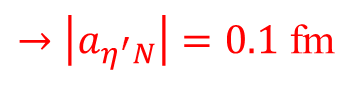 → |a_{η′N}| = 0.1 fm